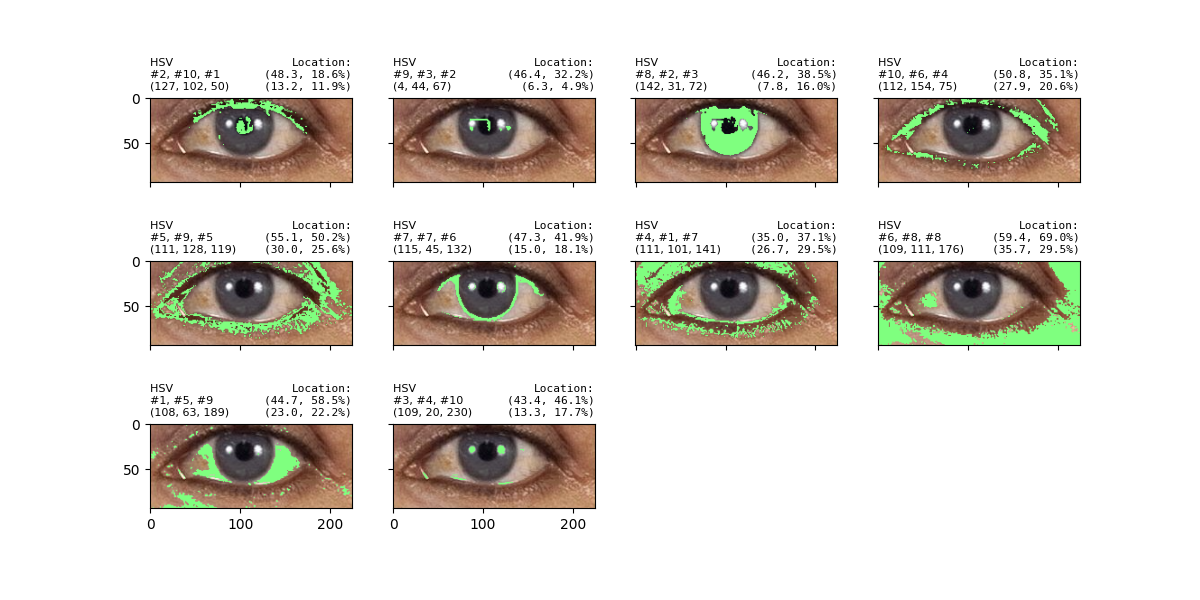 HSV Location:
#2, #10, #1 (48.3, 18.6%)
(127, 102, 50) (13.2, 11.9%)
HSV Location:
#9, #3, #2 (46.4, 32.2%)
(4, 44, 67) (6.3, 4.9%)
HSV Location:
#8, #2, #3 (46.2, 38.5%)
(142, 31, 72) (7.8, 16.0%)
HSV Location:
#10, #6, #4 (50.8, 35.1%)
(112, 154, 75) (27.9, 20.6%)
0
50
HSV Location:
#5, #9, #5 (55.1, 50.2%)
(111, 128, 119) (30.0, 25.6%)
HSV Location:
#7, #7, #6 (47.3, 41.9%)
(115, 45, 132) (15.0, 18.1%)
HSV Location:
#4, #1, #7 (35.0, 37.1%)
(111, 101, 141) (26.7, 29.5%)
HSV Location:
#6, #8, #8 (59.4, 69.0%)
(109, 111, 176) (35.7, 29.5%)
0
50
HSV Location:
#1, #5, #9 (44.7, 58.5%)
(108, 63, 189) (23.0, 22.2%)
HSV Location:
#3, #4, #10 (43.4, 46.1%)
(109, 20, 230) (13.3, 17.7%)
0
50
0 100 200
0 100 200